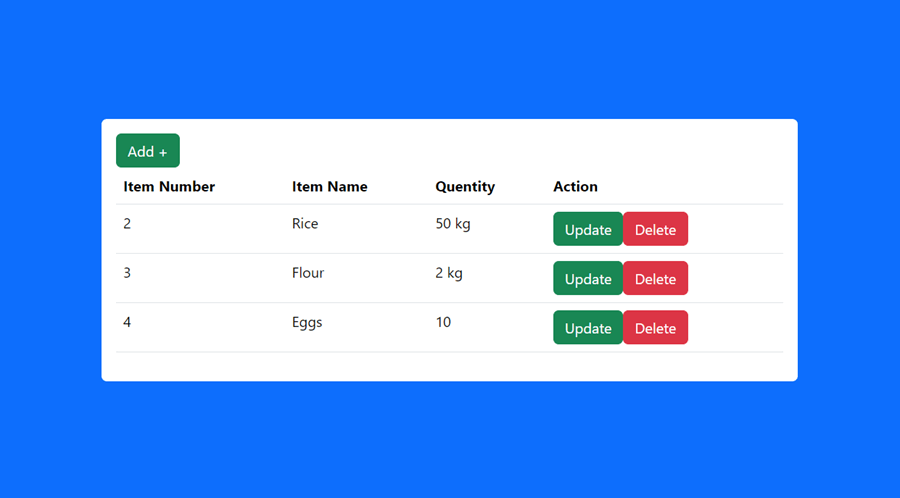 Add +
Item Number Item Name Quentity Action
2 Rice 50 kg Update Delete
3 Flour 2 kg Update Delete
4 Eggs 10 Update Delete